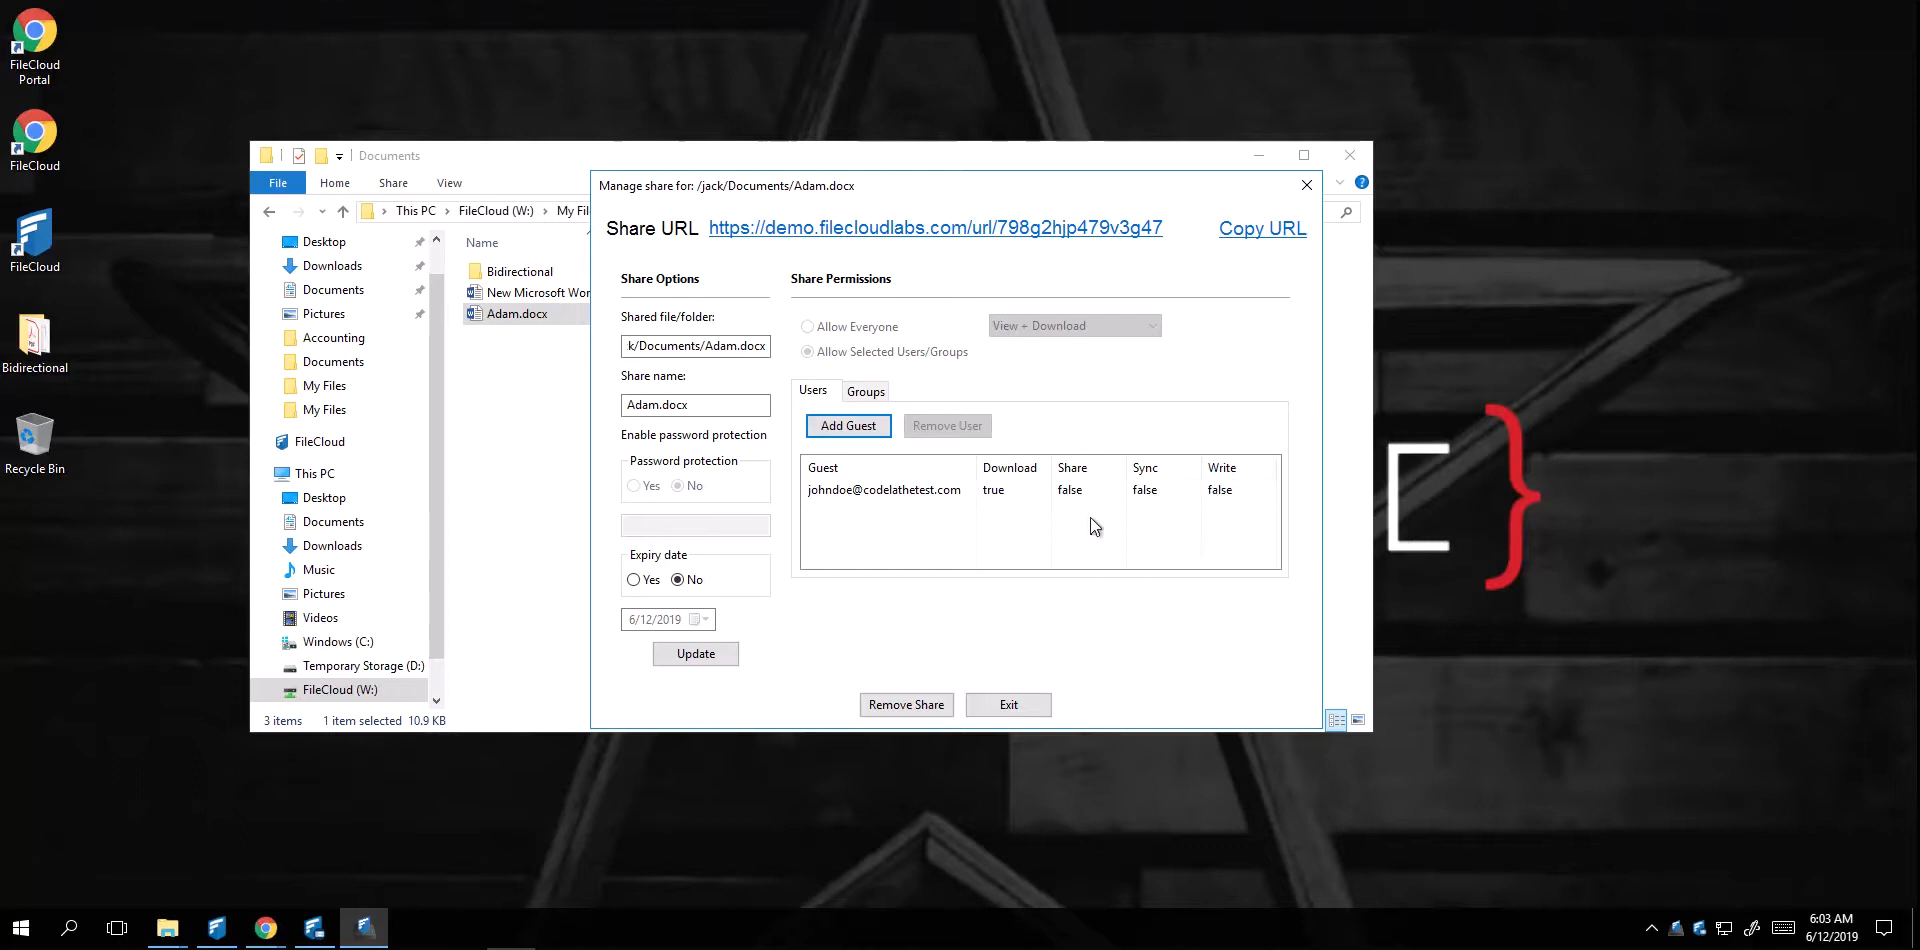 FileCloud
Portal
FileCloud
FileCloud
Bidirectional
Recycle Bin
Documents
File Home Share View
This PC FileCloud (W:) My Fil
Desktop
Downloads
Documents
Pictures
Accounting
Documents
My Files
My Files
FileCloud
This PC
Desktop
Documents
Downloads
Music
Pictures
Videos
Windows (C:)
Temporary Storage (D:)
FileCloud (W:)
Name
Bidirectional
New Microsoft Wor
Adam.docx
3 items 1 item selected 10.9 KB
Manage share for: /jack/Documents/Adam.docx
Share URL https://demo.filecloudlabs.com/url/798g2hjp479v3g47 Copy URL
Share Options
Shared file/folder:
k/Documents/Adam.docx
Share name:
Adam.docx
Enable password protection
Password protection
Yes No
Expiry date
Yes No
6/12/2019
Update
Share Permissions
Allow Everyone View + Download
Allow Selected Users/Groups
Users Groups
Add Guest Remove User
Guest Download Share Sync Write
johndoe@codelathetest.com true false false false
Remove Share Exit
6:03 AM
6/12/2019